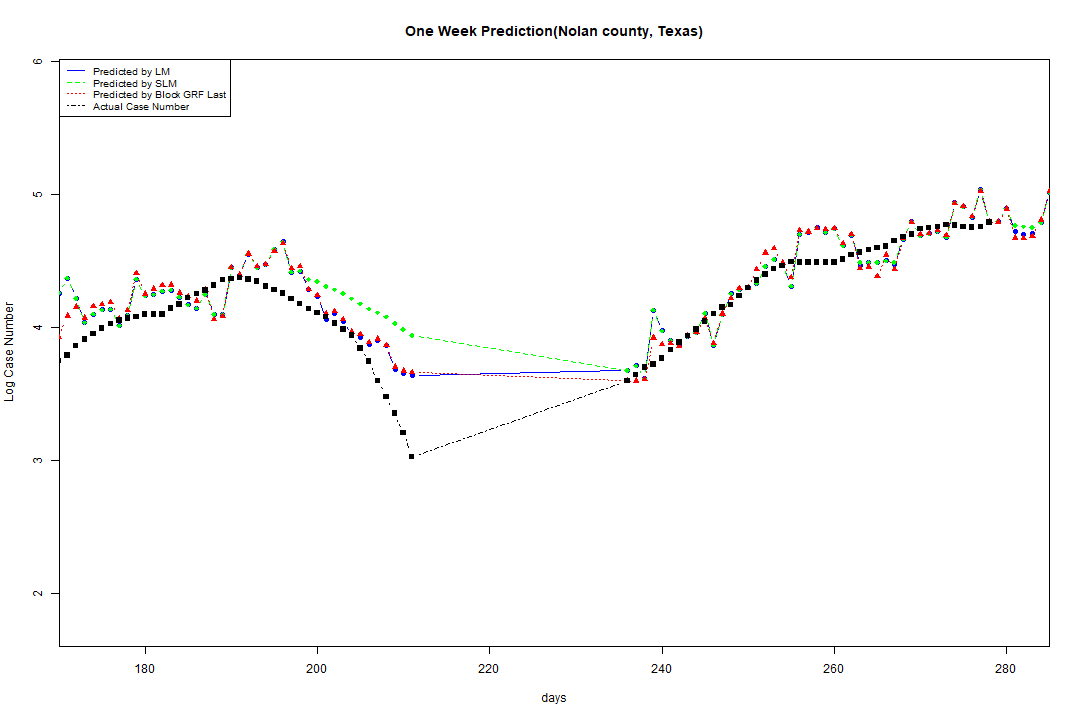 One Week Prediction(Nolan county, Texas)
Predicted by LM
Predicted by SLM
Predicted by Block GRF Last
Actual Case Number
6
5
4
3
2
Log Case Number
180 200 220 240 260 280
days